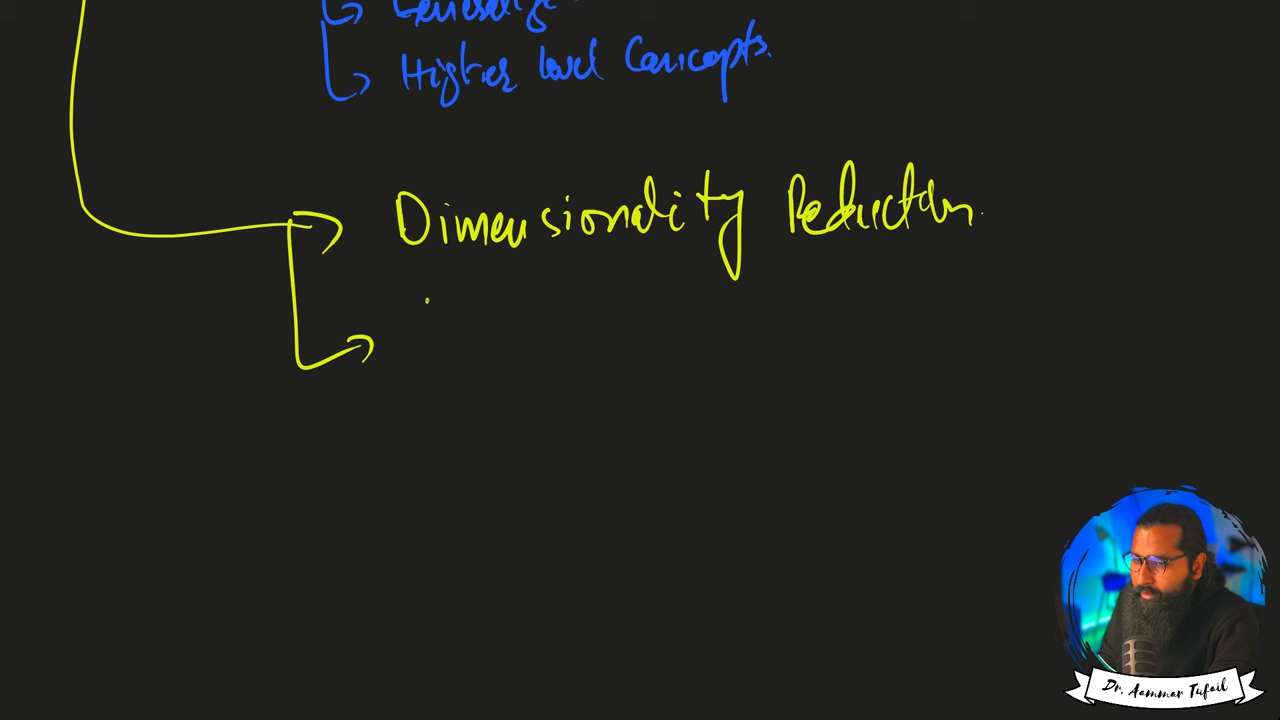 Higher level Concepts.
Dimensionality Reduction.
Dr. Aammar Tufail